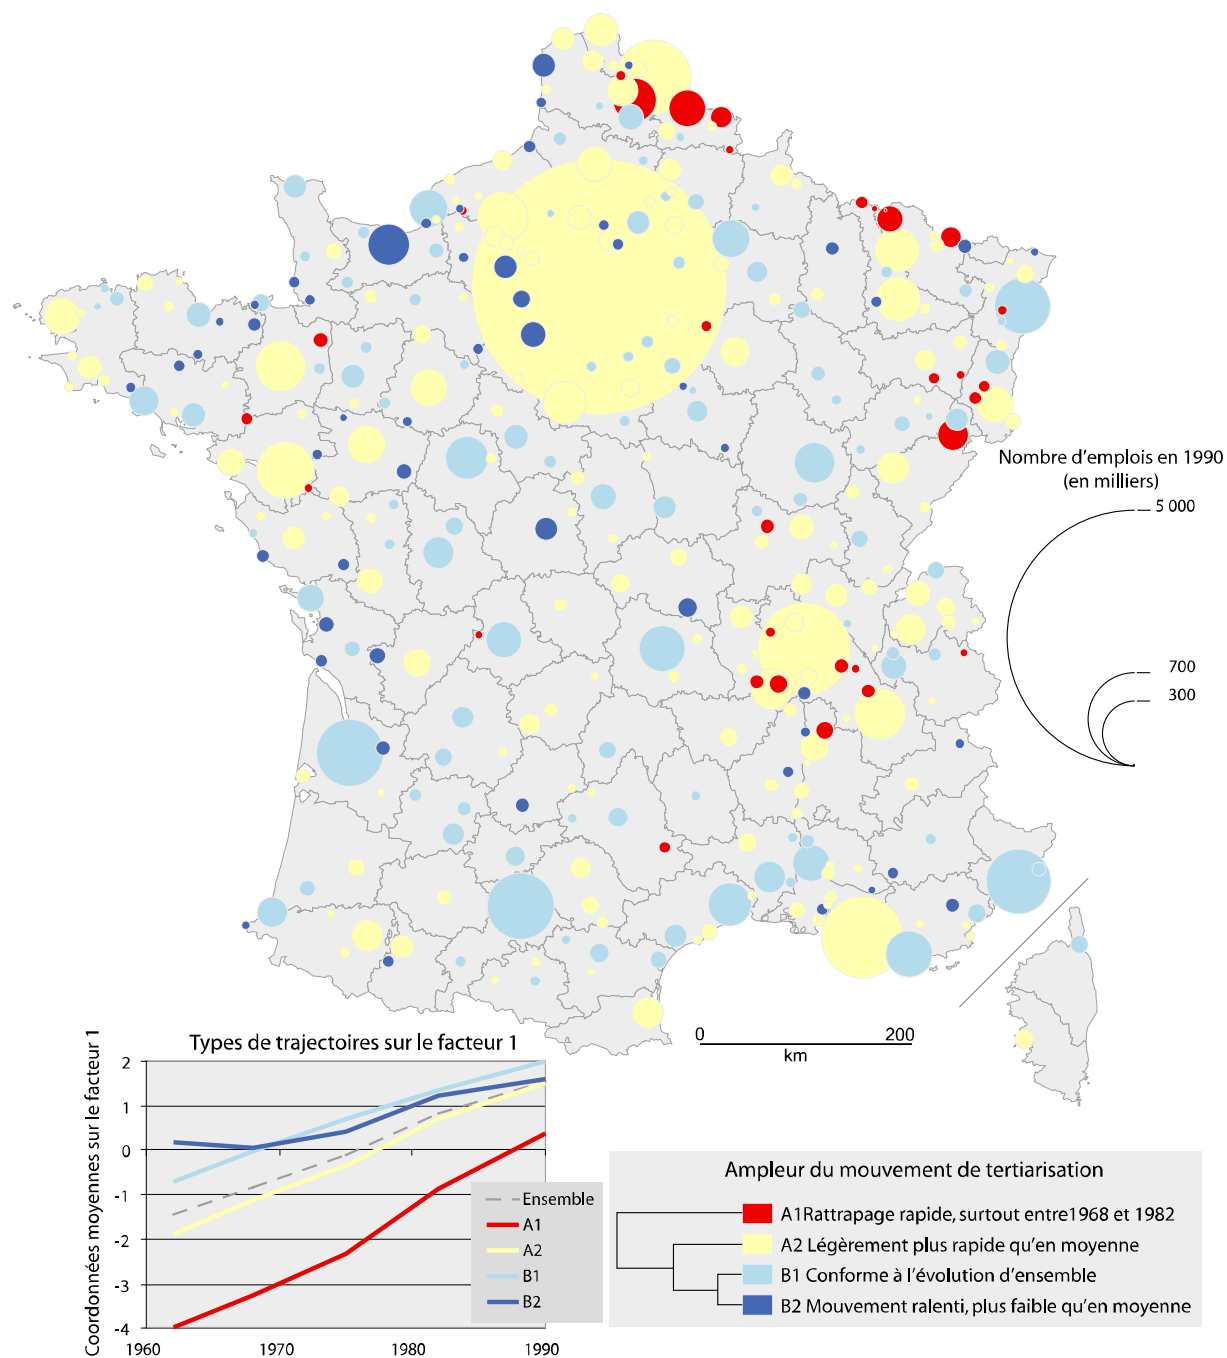 Nombre d'emplois en 1990
(en milliers)
5 000
700
300
0 200
km
Types de trajectoires sur le facteur 1
Coordonnées moyennes sur le facteur 1
2
1
0
-1
-2
-3
-4
1960 1970 1980 1990
Ensemble
A1
A2
B1
B2
Ampleur du mouvement de tertiarisation
A1Rattrapage rapide, surtout entre1968 et 1982
A2 Légèrement plus rapide qu'en moyenne
B1 Conforme à l'évolution d'ensemble
B2 Mouvement ralenti, plus faible qu'en moyenne